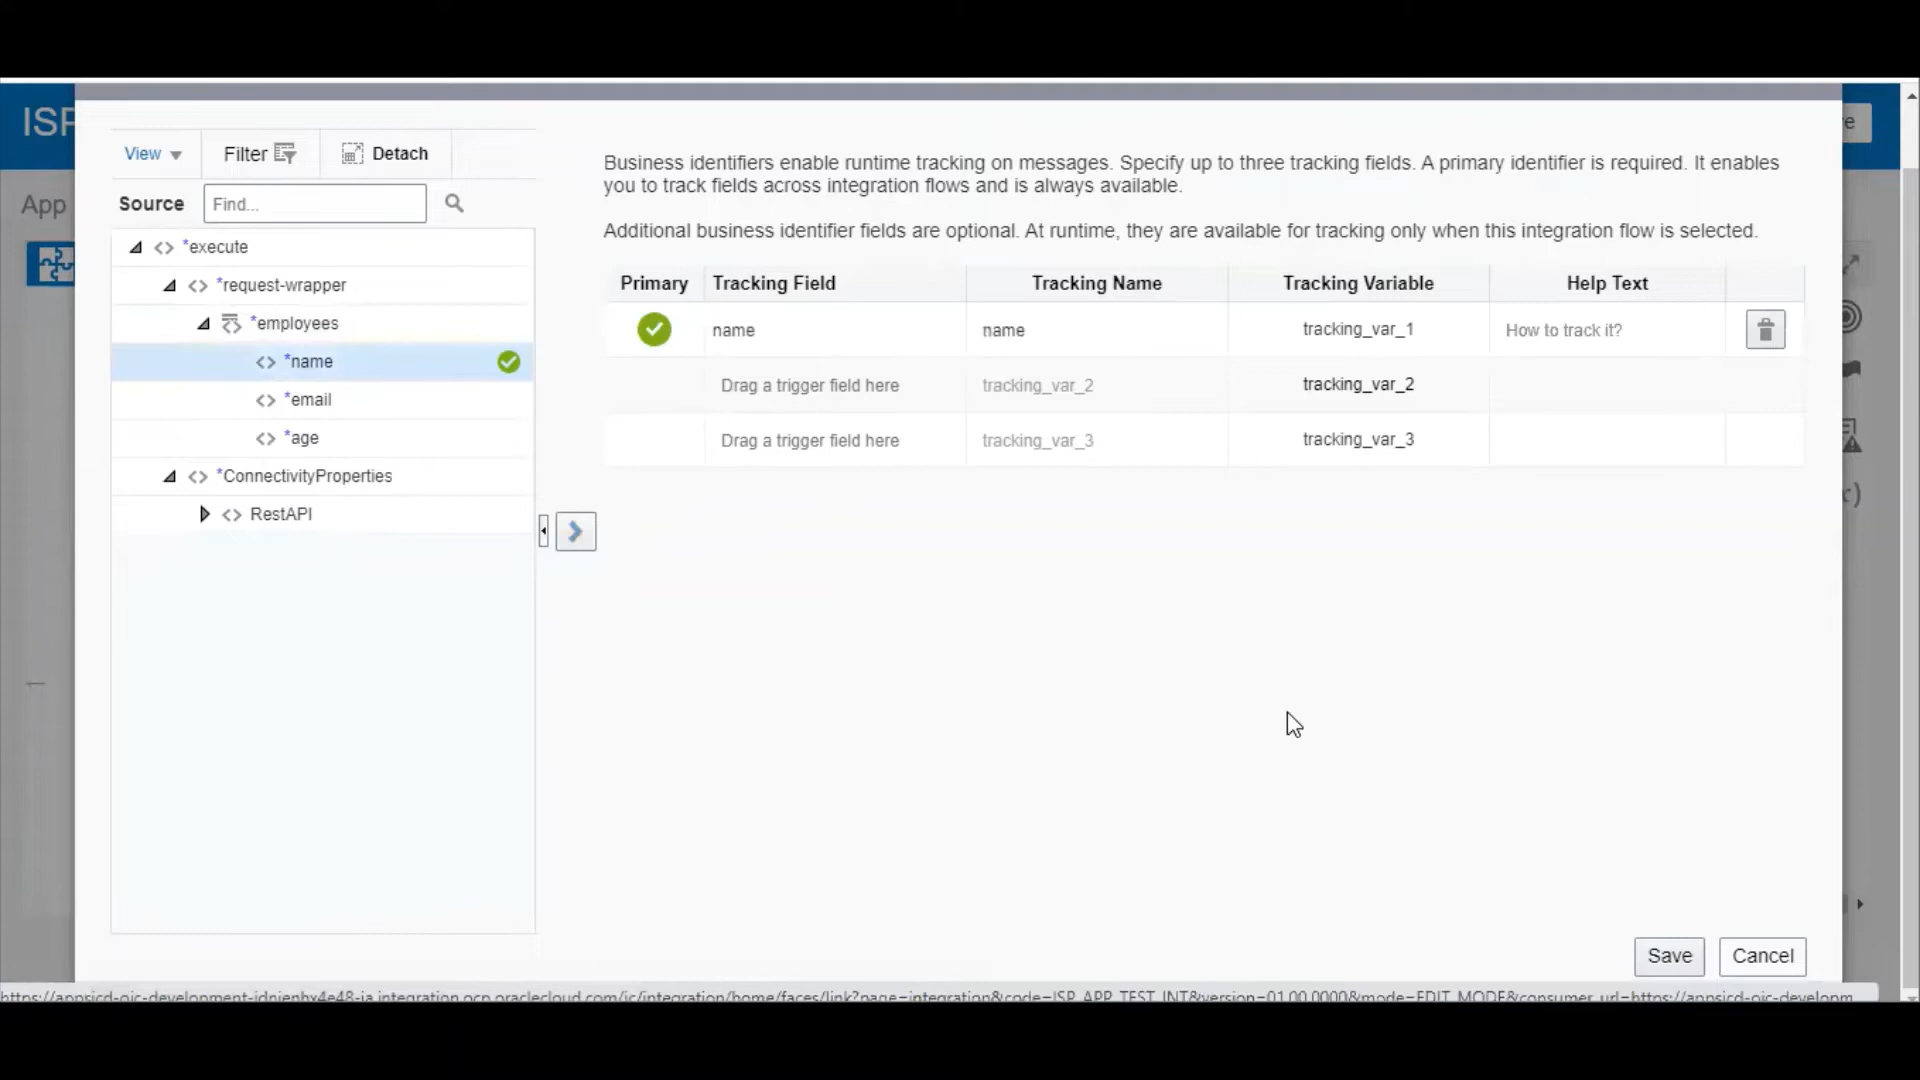 ISP
App
View
Filter
Detach
Source
Find...
*execute
*request-wrapper
*employees
*name
*email
*age
*ConnectivityProperties
RestAPI
Business identifiers enable runtime tracking on messages. Specify up to three tracking fields. A primary identifier is required. It enables
you to track fields across integration flows and is always available.
Additional business identifier fields are optional. At runtime, they are available for tracking only when this integration flow is selected.
Primary Tracking Field Tracking Name Tracking Variable Help Text
name name tracking_var_1 How to track it?
Drag a trigger field here tracking_var_2 tracking_var_2
Drag a trigger field here tracking_var_3 tracking_var_3
Save Cancel